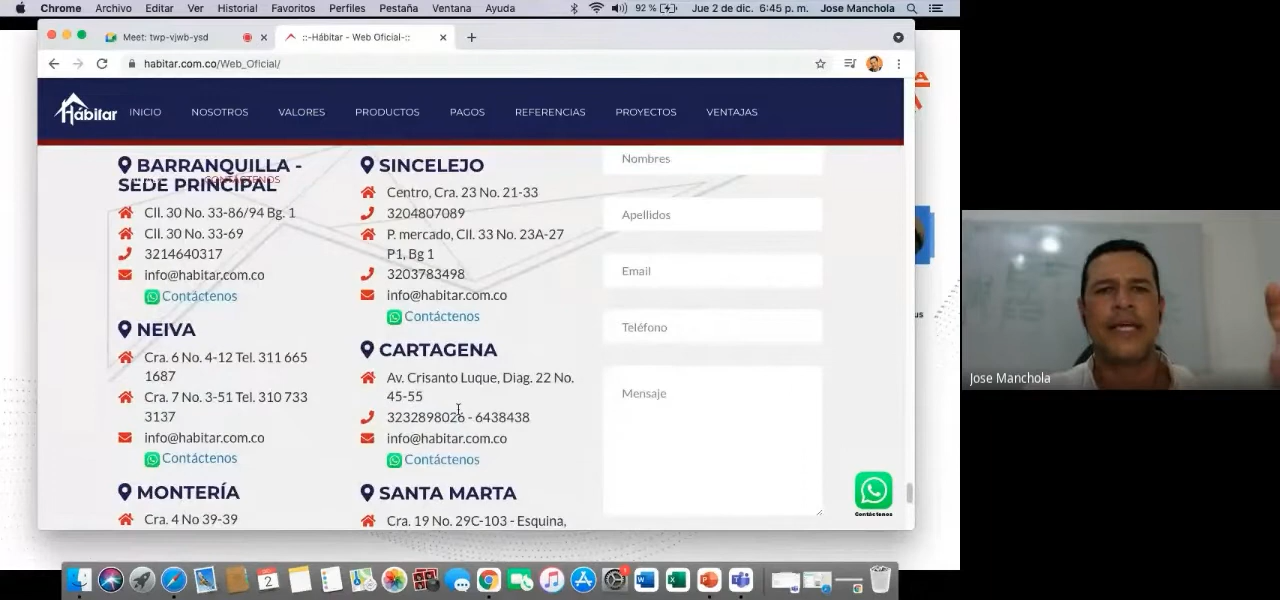 Chrome Archivo Editar Ver Historial Favoritos Perfiles Pestaña Ventana Ayuda 92 % Jue 2 de dic. 6:45 p. m. Jose Manchola
Meet: twp-vjwb-ysd
::-Hábitar - Web Oficial-::
habitar.com.co/Web_Oficial/
Hábitar INICIO NOSOTROS VALORES PRODUCTOS PAGOS REFERENCIAS PROYECTOS VENTAJAS
CONTÁCTENOS
BARRANQUILLA -
SEDE PRINCIPAL
Cll. 30 No. 33-86/94 Bg. 1
Cll. 30 No. 33-69
3214640317
info@habitar.com.co
Contáctenos
NEIVA
Cra. 6 No. 4-12 Tel. 311 665
1687
Cra. 7 No. 3-51 Tel. 310 733
3137
info@habitar.com.co
Contáctenos
MONTERÍA
Cra. 4 No 39-39
SINCELEJO
Centro, Cra. 23 No. 21-33
3204807089
P. mercado, Cll. 33 No. 23A-27
P1, Bg 1
3203783498
info@habitar.com.co
Contáctenos
CARTAGENA
Av. Crisanto Luque, Diag. 22 No.
45-55
3232898026 - 6438438
info@habitar.com.co
Contáctenos
SANTA MARTA
Cra. 19 No. 29C-103 - Esquina,
Nombres
Apellidos
Email
Teléfono
Mensaje
Contáctenos
us
A
Jose Manchola
2